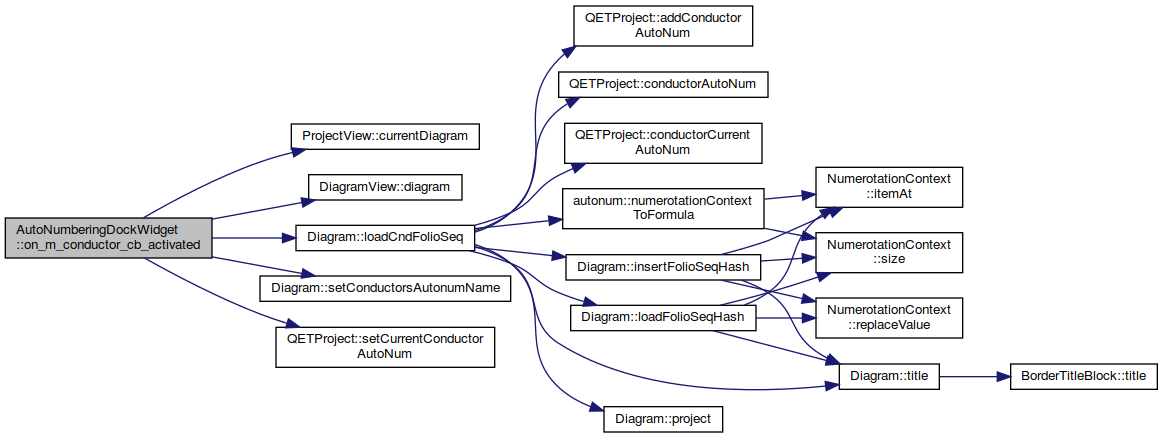 AutoNumberingDockWidget
::on_m_conductor_cb_activated
ProjectView::currentDiagram
DiagramView::diagram
Diagram::loadCndFolioSeq
Diagram::setConductorsAutonumName
QETProject::setCurrentConductor
AutoNum
QETProject::addConductor
AutoNum
QETProject::conductorAutoNum
QETProject::conductorCurrent
AutoNum
autonum::numerotationContext
ToFormula
Diagram::insertFolioSeqHash
Diagram::loadFolioSeqHash
Diagram::project
NumerotationContext
::itemAt
NumerotationContext
::size
NumerotationContext
::replaceValue
Diagram::title
BorderTitleBlock::title